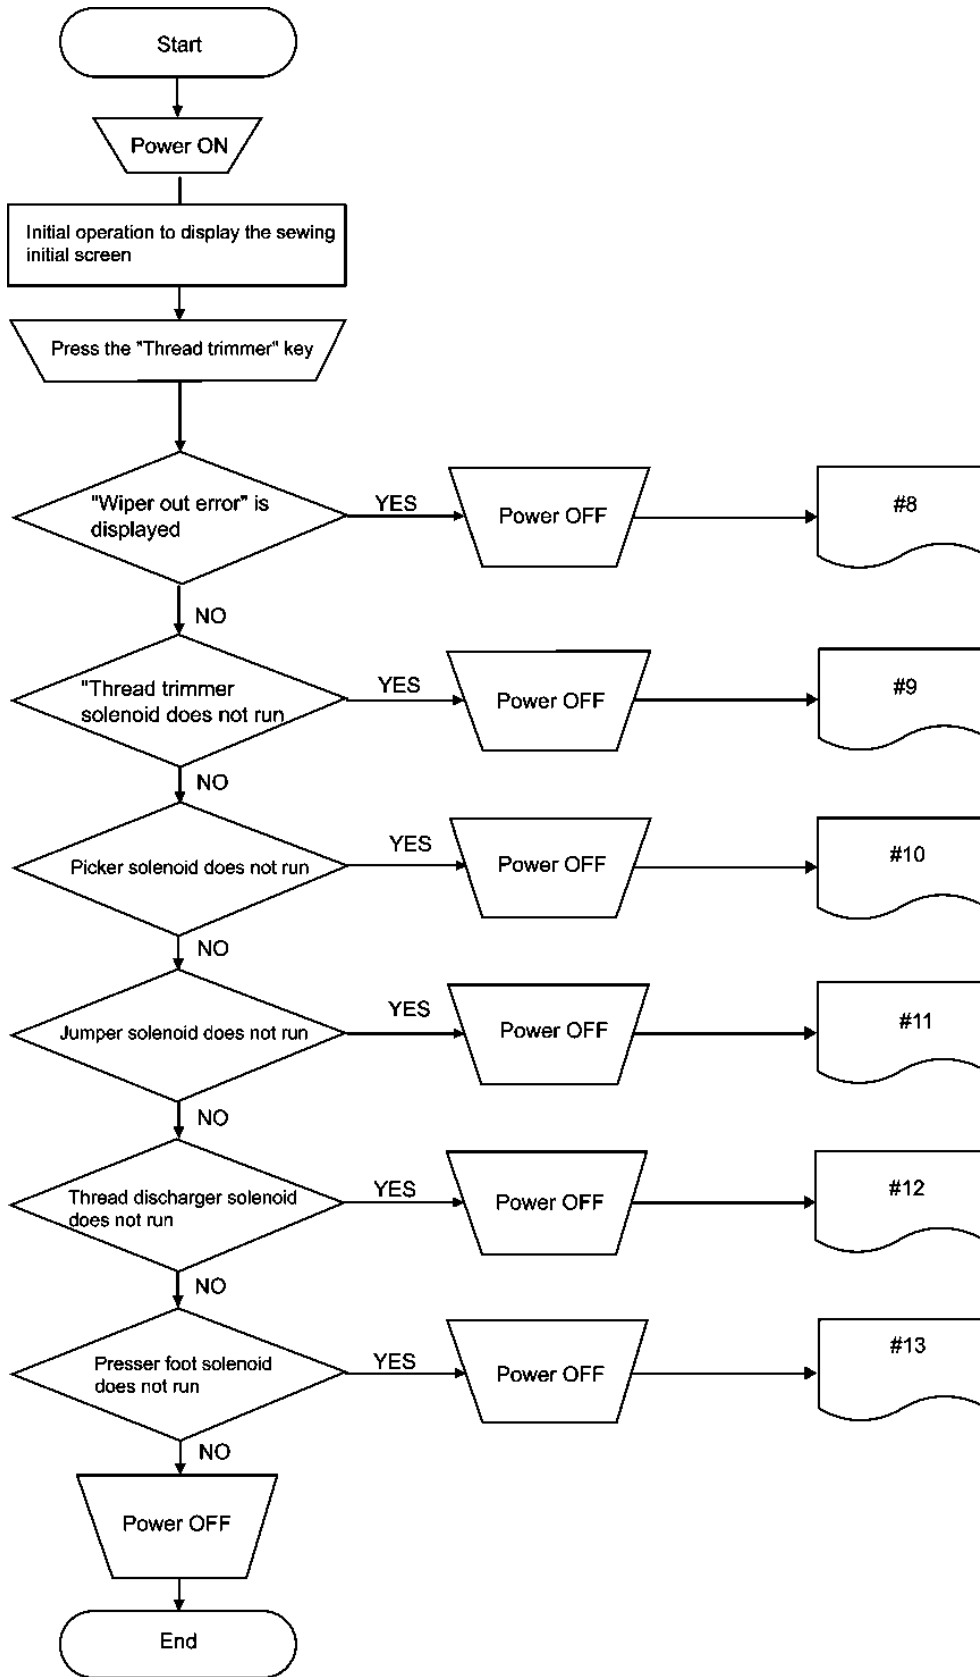 Start
Power ON
Initial operation to display the sewing
initial screen
Press the "Thread trimmer" key
"Wiper out error" is
displayed
YES
Power OFF
#8
NO
"Thread trimmer
solenoid does not run
YES
Power OFF
#9
NO
Picker solenoid does not run
YES
Power OFF
#10
NO
Jumper solenoid does not run
YES
Power OFF
#11
NO
Thread discharger solenoid
does not run
YES
Power OFF
#12
NO
Presser foot solenoid
does not run
YES
Power OFF
#13
NO
Power OFF
End